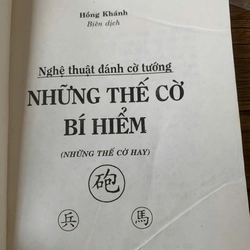 Hồng Khánh
Biên dịch
Nghệ thuật đánh cờ tướng
NHỮNG THẾ CỜ
BÍ HIỂM
(NHỮNG THẾ CỜ HAY)
砲
兵 馬